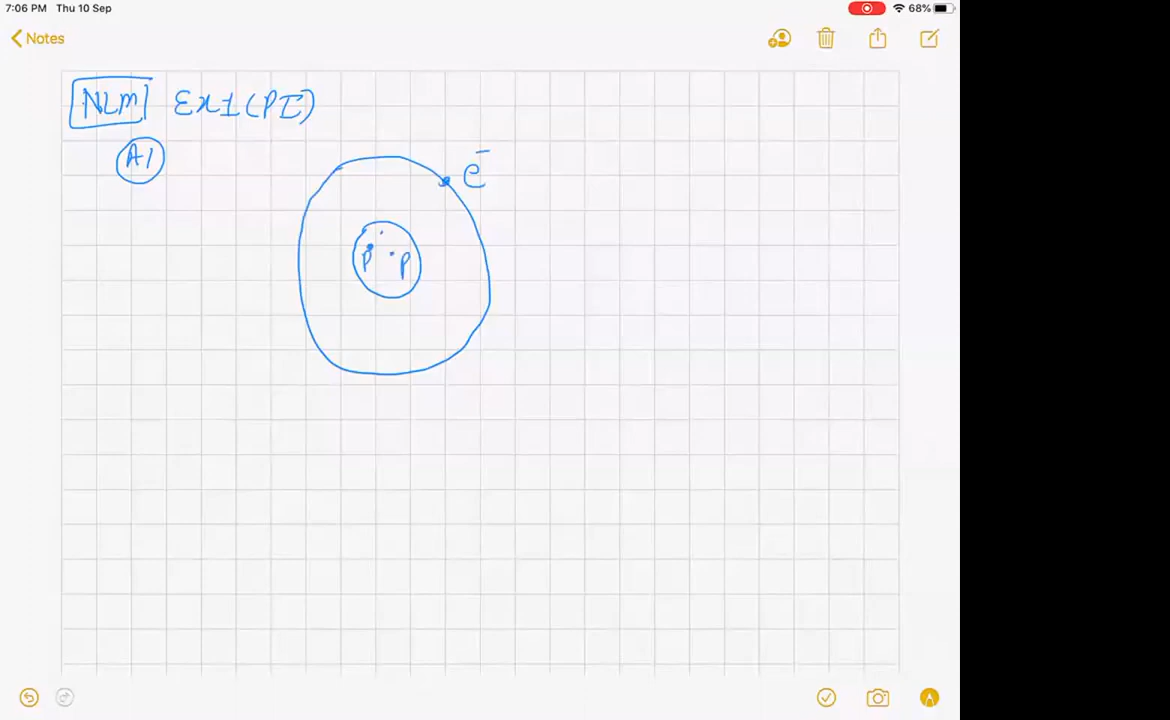 7:06 PM Thu 10 Sep 68%
Notes
NLM Ex1 (PI)
A1
e⁻
p p